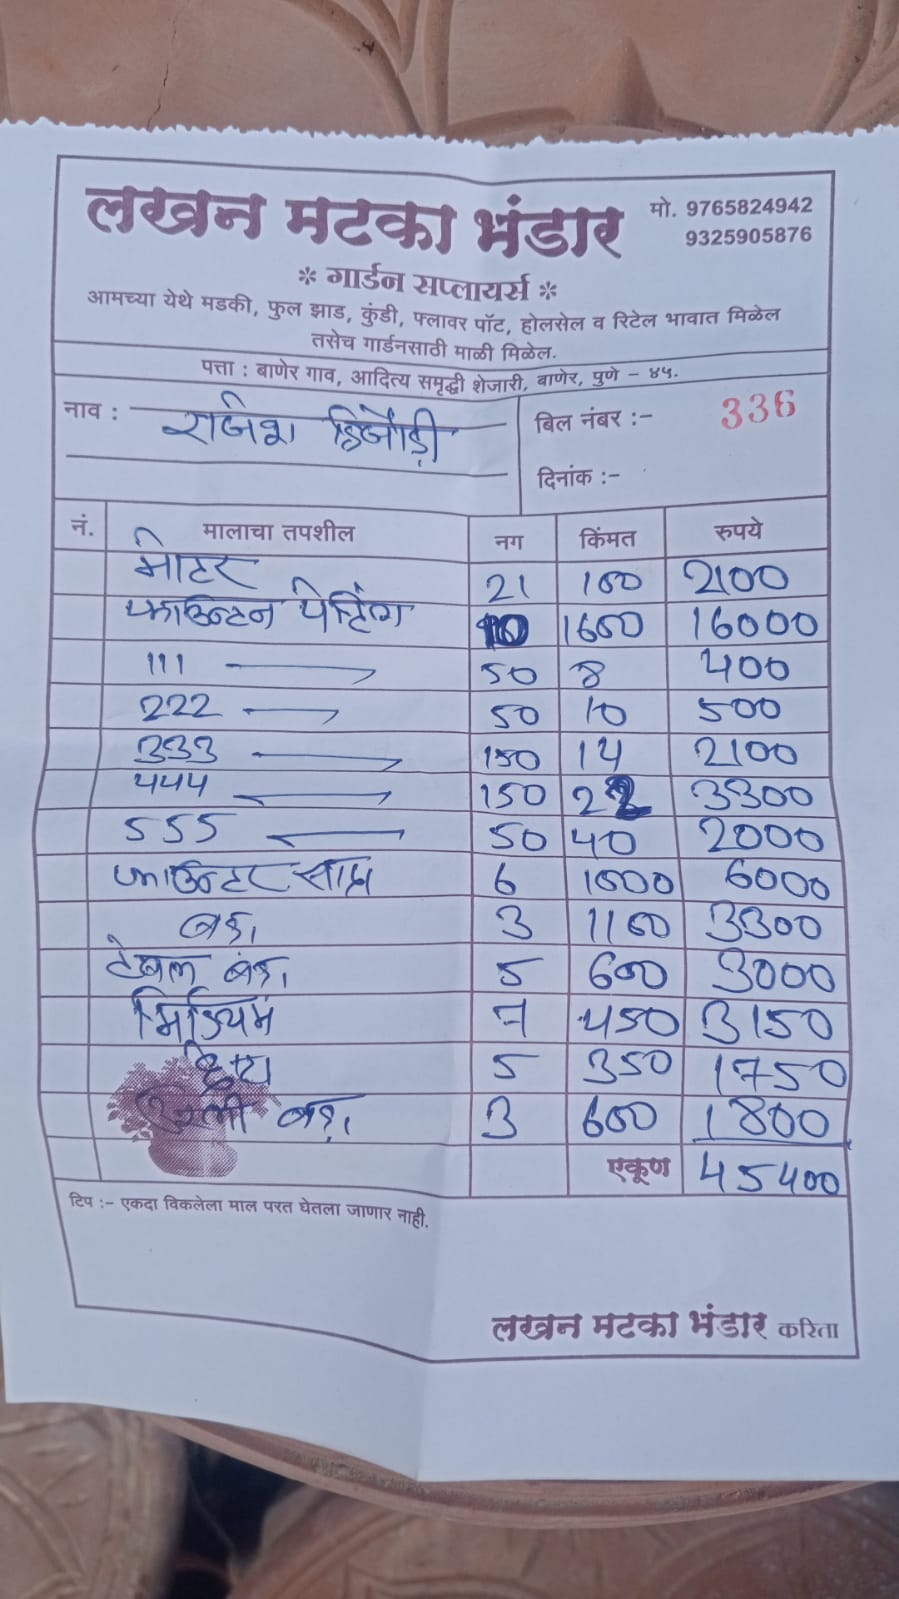 लखन मटका भंडार
मो. 9765824942
9325905876
* गार्डन सप्लायर्स *
आमच्या येथे मडकी, फुल झाड, कुंडी, फ्लावर पॉट, होलसेल व रिटेल भावात मिळेल
तसेच गार्डनसाठी माळी मिळेल.
पत्ता : बाणेर गाव, आदित्य समृद्धी शेजारी, बाणेर, पुणे - ४५.
नाव : राजेश
बिल नंबर :- 336
दिनांक :-
नं. मालाचा तपशील नग किंमत रुपये
मोटर 21 100 2100
फाऊन्टन पेन्टिंग 10 1600 16000
111 50 8 400
222 50 10 500
333 150 14 2100
444 150 22 3300
555 50 40 2000
फाऊन्टर साधा 6 1000 6000
बडा 3 1100 3300
टेबल बडा 5 600 3000
मिडियम 7 450 3150
5 350 1750
बडा 3 600 1800
एकूण 45400
टिप :- एकदा विकलेला माल परत घेतला जाणार नाही.
लखन मटका भंडार करिता